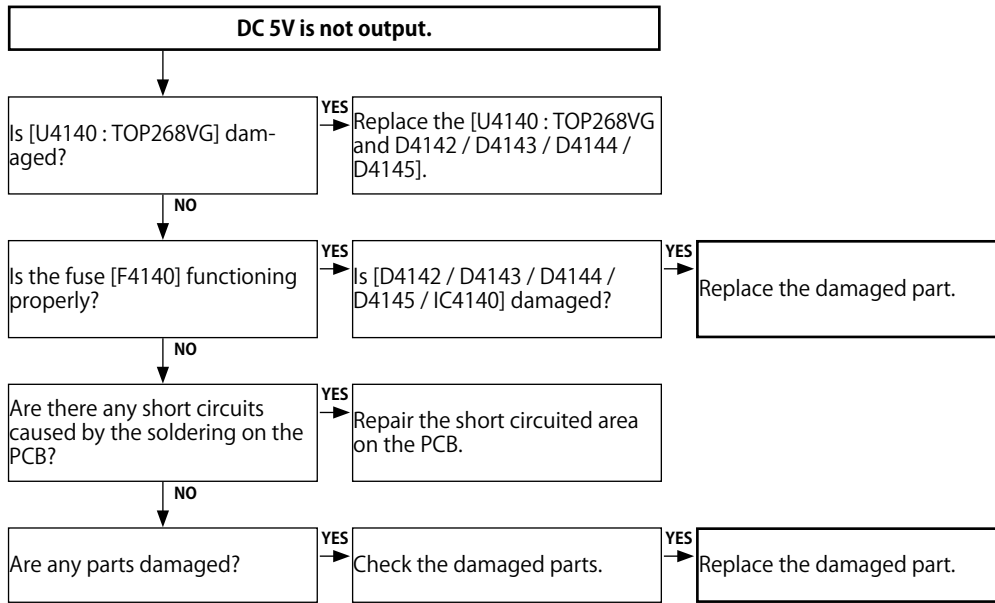 DC 5V is not output.
Is [U4140 : TOP268VG] dam-
aged?
YES
Replace the [U4140 : TOP268VG
and D4142 / D4143 / D4144 /
D4145].
NO
Is the fuse [F4140] functioning
properly?
YES
Is [D4142 / D4143 / D4144 /
D4145 / IC4140] damaged?
YES
Replace the damaged part.
NO
Are there any short circuits
caused by the soldering on the
PCB?
YES
Repair the short circuited area
on the PCB.
NO
Are any parts damaged?
YES
Check the damaged parts.
YES
Replace the damaged part.